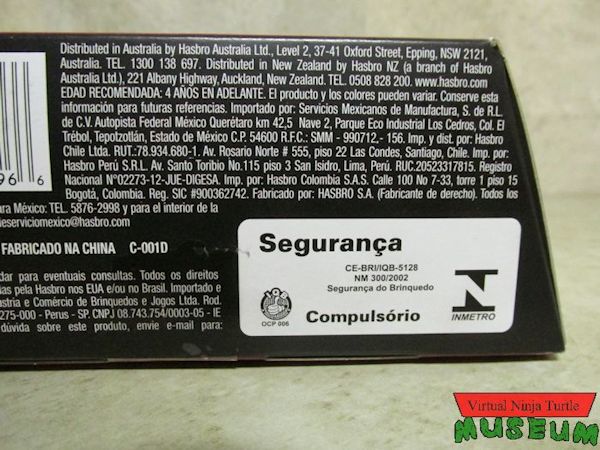 Distributed in Australia by Hasbro Australia Ltd., Level 2, 37-41 Oxford Street, Epping, NSW 2121,
Australia. TEL. 1300 138 697. Distributed in New Zealand by Hasbro NZ (a branch of Hasbro
Australia Ltd.), 221 Albany Highway, Auckland, New Zealand. TEL. 0508 828 200. www.hasbro.com.
EDAD RECOMENDADA: 4 AÑOS EN ADELANTE. El producto y los colores pueden variar. Conserve esta
información para futuras referencias. Importado por: Servicios Mexicanos de Manufactura, S. de R.L.
de C.V. Autopista Federal México Querétaro km 42,5 Nave 2, Parque Eco Industrial Los Cedros, Col. El
Trébol, Tepotzotlán, Estado de México C.P. 54600 R.F.C.: SMM - 990712, - 156. Imp. y dist. por: Hasbro
Chile Ltda. RUT.:78.934.680-1. Av. Rosario Norte # 555, piso 22 Las Condes, Santiago, Chile. Imp. por:
Hasbro Perú S.R.L. Av. Santo Toribio No.115 piso 3 San Isidro, Lima, Perú. RUC.20523317815. Registro
Nacional N°02273-12-JUE-DIGESA. Imp. por: Hasbro Colombia S.A.S. Calle 100 No 7-33, torre 1 piso 15
Bogotá, Colombia. Reg. SIC #900362742. Fabricado por: HASBRO S.A. (Fabricante de derecho). Todos los
96 6
ara México: TEL. 5876-2998 y para el interior de la
eserviciomexico@hasbro.com
FABRICADO NA CHINA C-001D
dar para eventuais consultas. Todos os direitos
s pela Hasbro nos EUA e/ou no Brasil. Importado e
stria e Comércio de Brinquedos e Jogos Ltda. Rod.
275-000 - Perus - SP. CNPJ 08.743.754/0003-05 - IE
dúvida sobre este produto, envie e-mail para:
Segurança
CE-BRI/IQB-5128
NM 300/2002
Segurança do Brinquedo
OCP 006
Compulsório
INMETRO
Virtual Ninja Turtle
MUSEUM